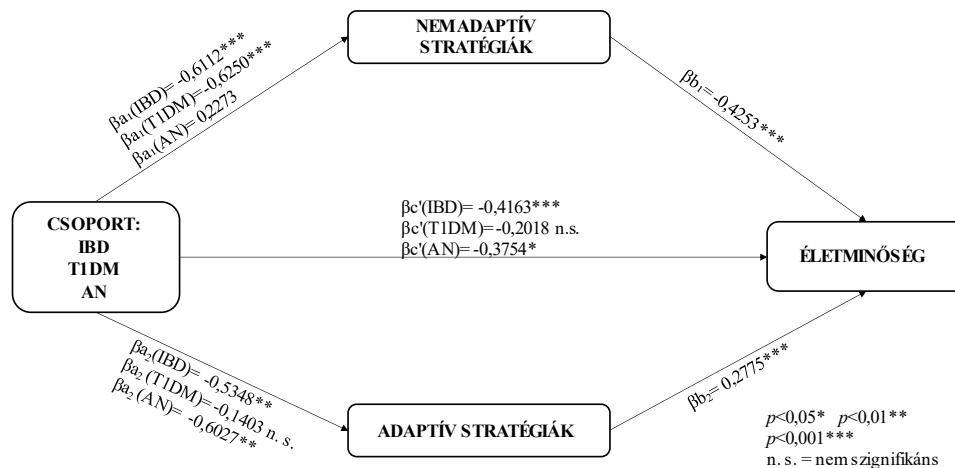 NEM ADAPTÍV
STRATÉGIÁK
βa₁(IBD)= -0,6112***
βa₁(T1DM)= -0,6250***
βa₁(AN)= 0,2273
βb₁= -0,4253***
CSOPORT:
IBD
T1DM
AN
βc'(IBD)= -0,4163***
βc'(T1DM)= -0,2018 n.s.
βc'(AN)= -0,3754*
ÉLETMINŐSÉG
βa₂(IBD)= -0,5348**
βa₂ (T1DM)= -0,1403 n. s.
βa₂ (AN)= -0,6027**
βb₂= 0,2775***
ADAPTÍV STRATÉGIÁK
p<0,05* p<0,01**
p<0,001***
n. s. = nem szignifikáns